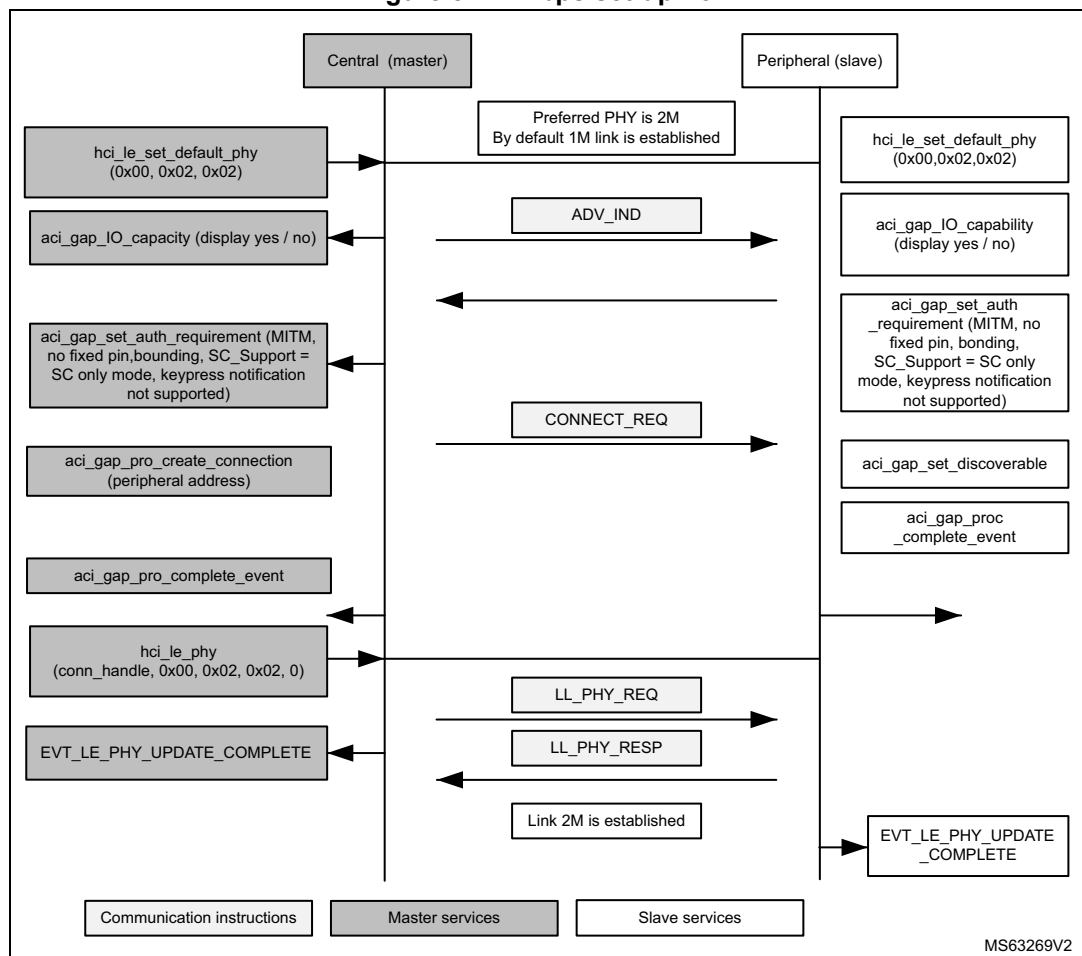 Central (master)
Peripheral (slave)
Preferred PHY is 2M
By default 1M link is established
hci_le_set_default_phy
(0x00, 0x02, 0x02)
hci_le_set_default_phy
(0x00,0x02,0x02)
ADV_IND
aci_gap_IO_capacity (display yes / no)
aci_gap_IO_capability
(display yes / no)
aci_gap_set_auth_requirement (MITM,
no fixed pin,bounding, SC_Support =
SC only mode, keypress notification
not supported)
aci_gap_set_auth
_requirement (MITM, no
fixed pin, bonding,
SC_Support = SC only
mode, keypress notification
not supported)
CONNECT_REQ
aci_gap_pro_create_connection
(peripheral address)
aci_gap_set_discoverable
aci_gap_proc
_complete_event
aci_gap_pro_complete_event
hci_le_phy
(conn_handle, 0x00, 0x02, 0x02, 0)
LL_PHY_REQ
EVT_LE_PHY_UPDATE_COMPLETE
LL_PHY_RESP
Link 2M is established
EVT_LE_PHY_UPDATE
_COMPLETE
Communication instructions
Master services
Slave services
MS63269V2